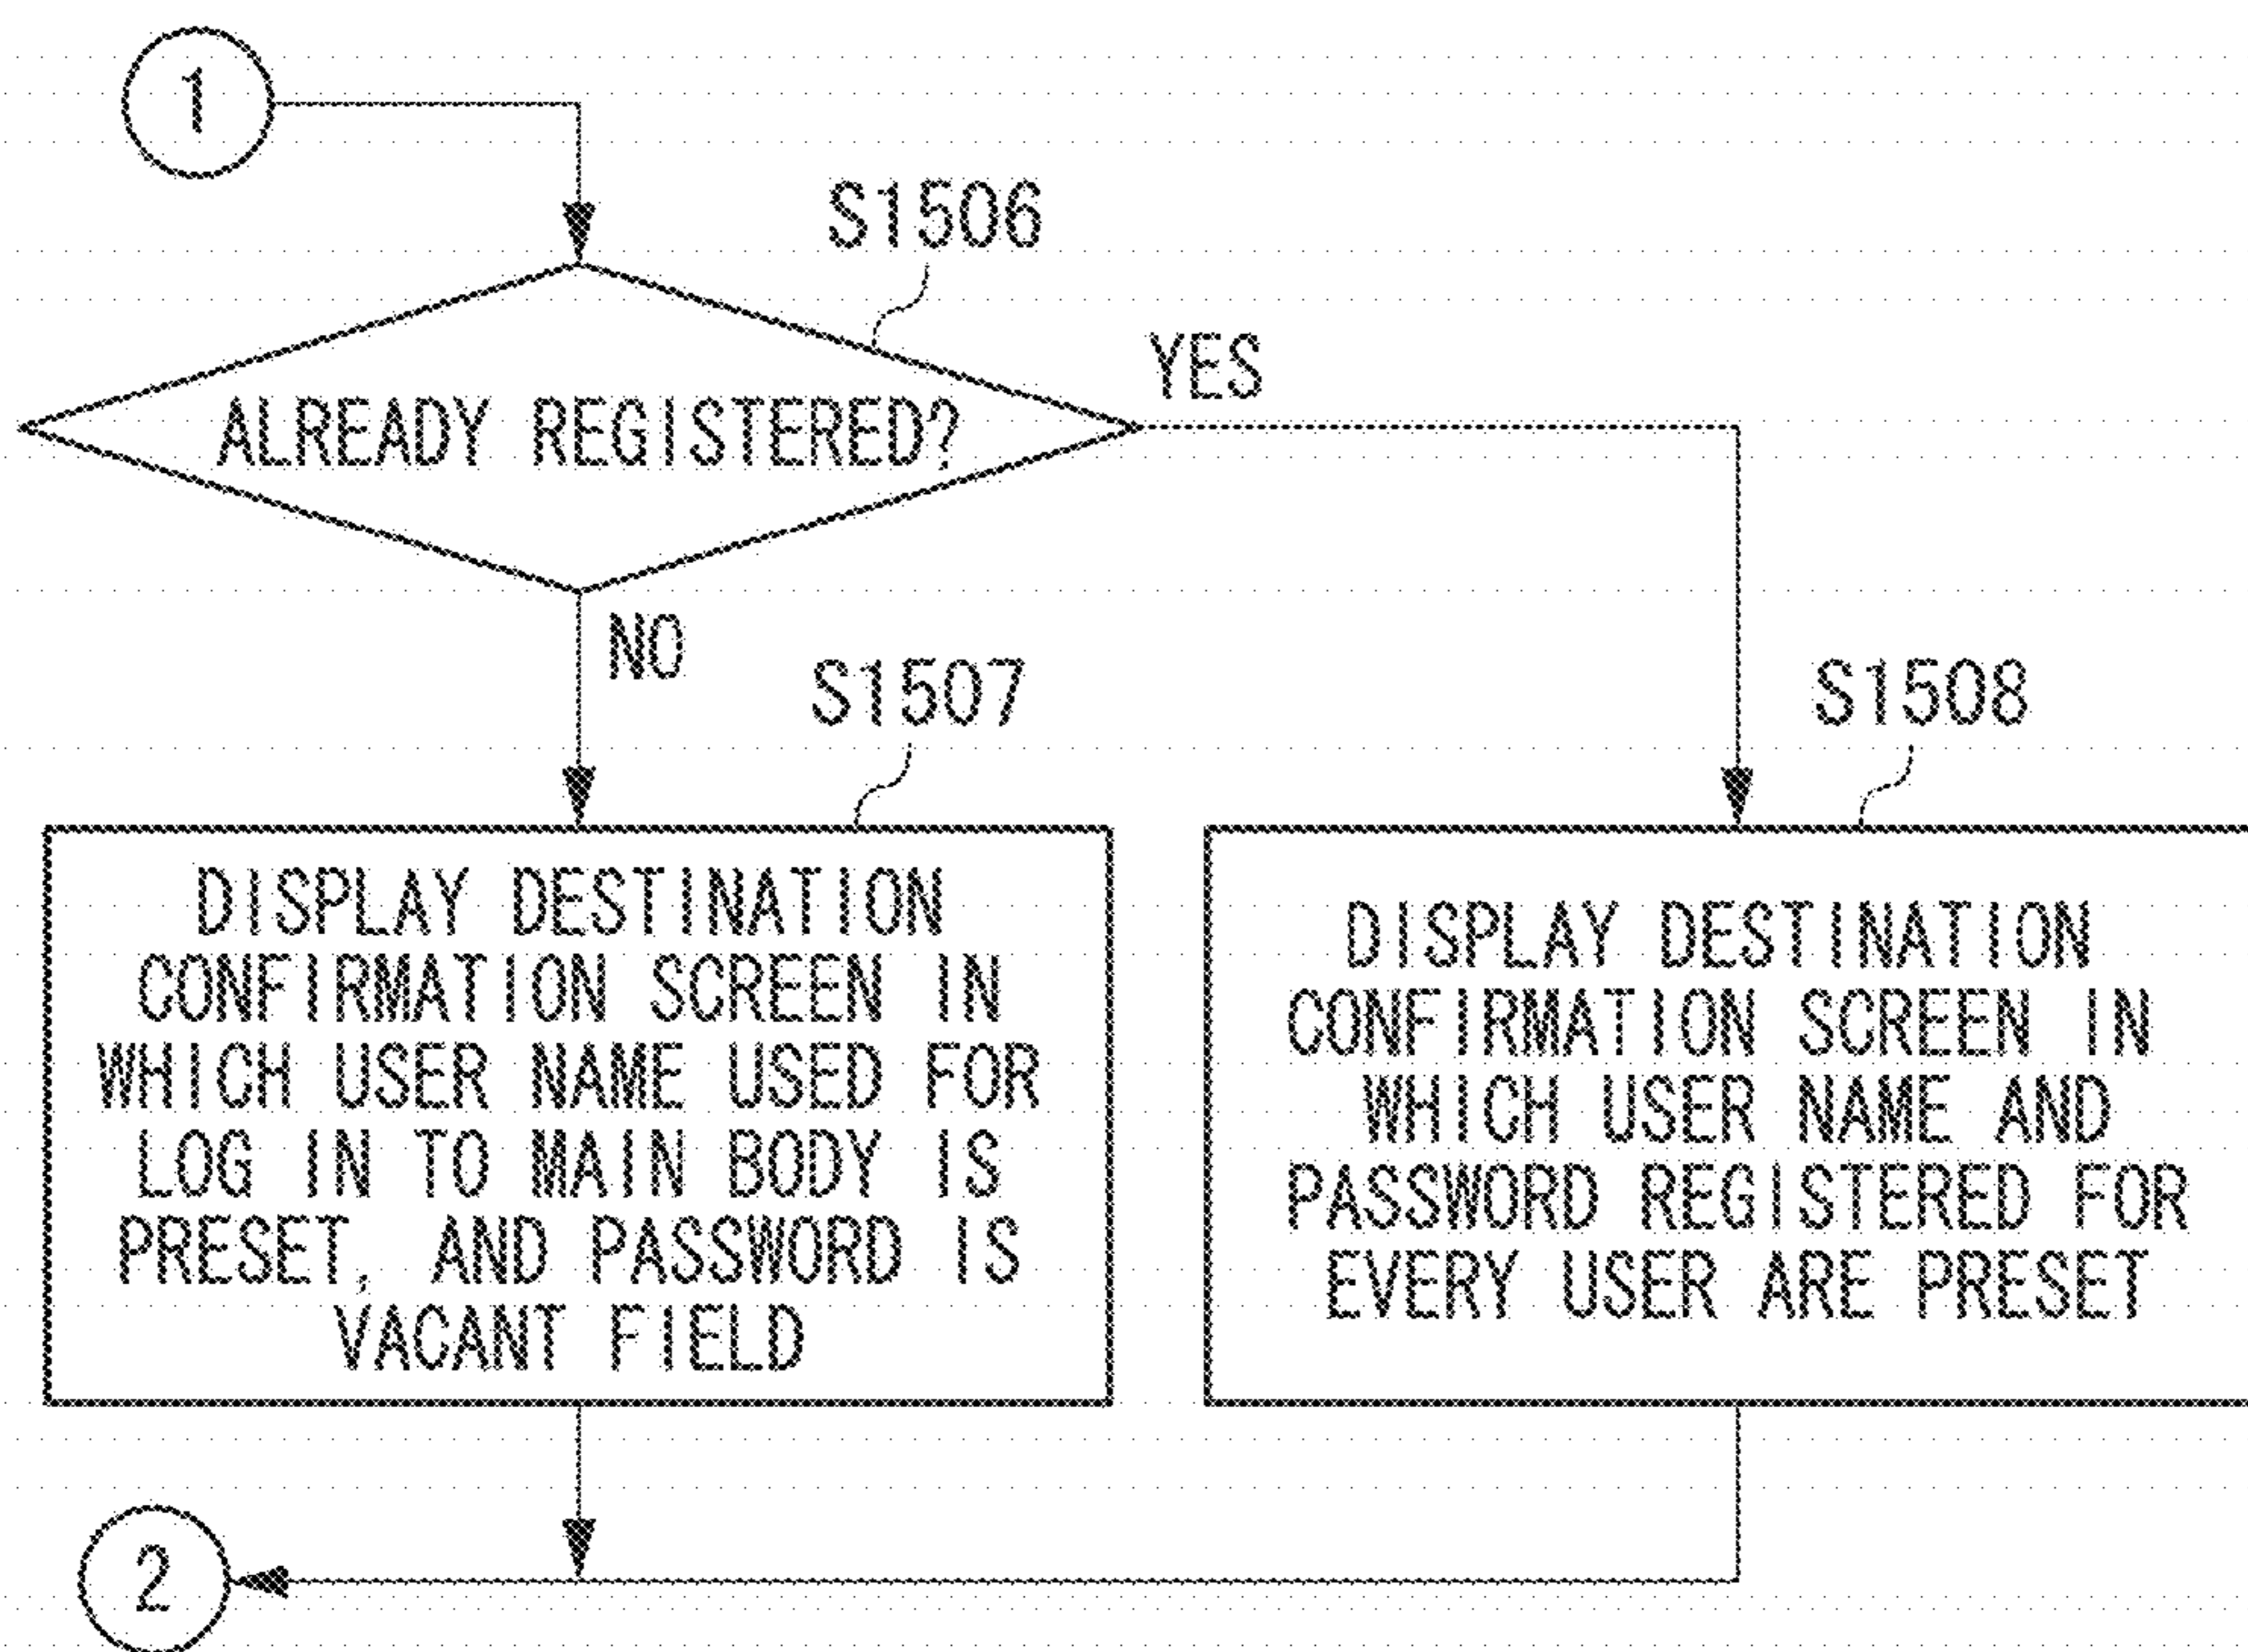 1
S1506
ALREADY REGISTERED?
YES
NO
S1507
DISPLAY DESTINATION
CONFIRMATION SCREEN IN
WHICH USER NAME USED FOR
LOG IN TO MAIN BODY IS
PRESET, AND PASSWORD IS
VACANT FIELD
S1508
DISPLAY DESTINATION
CONFIRMATION SCREEN IN
WHICH USER NAME AND
PASSWORD REGISTERED FOR
EVERY USER ARE PRESET
2